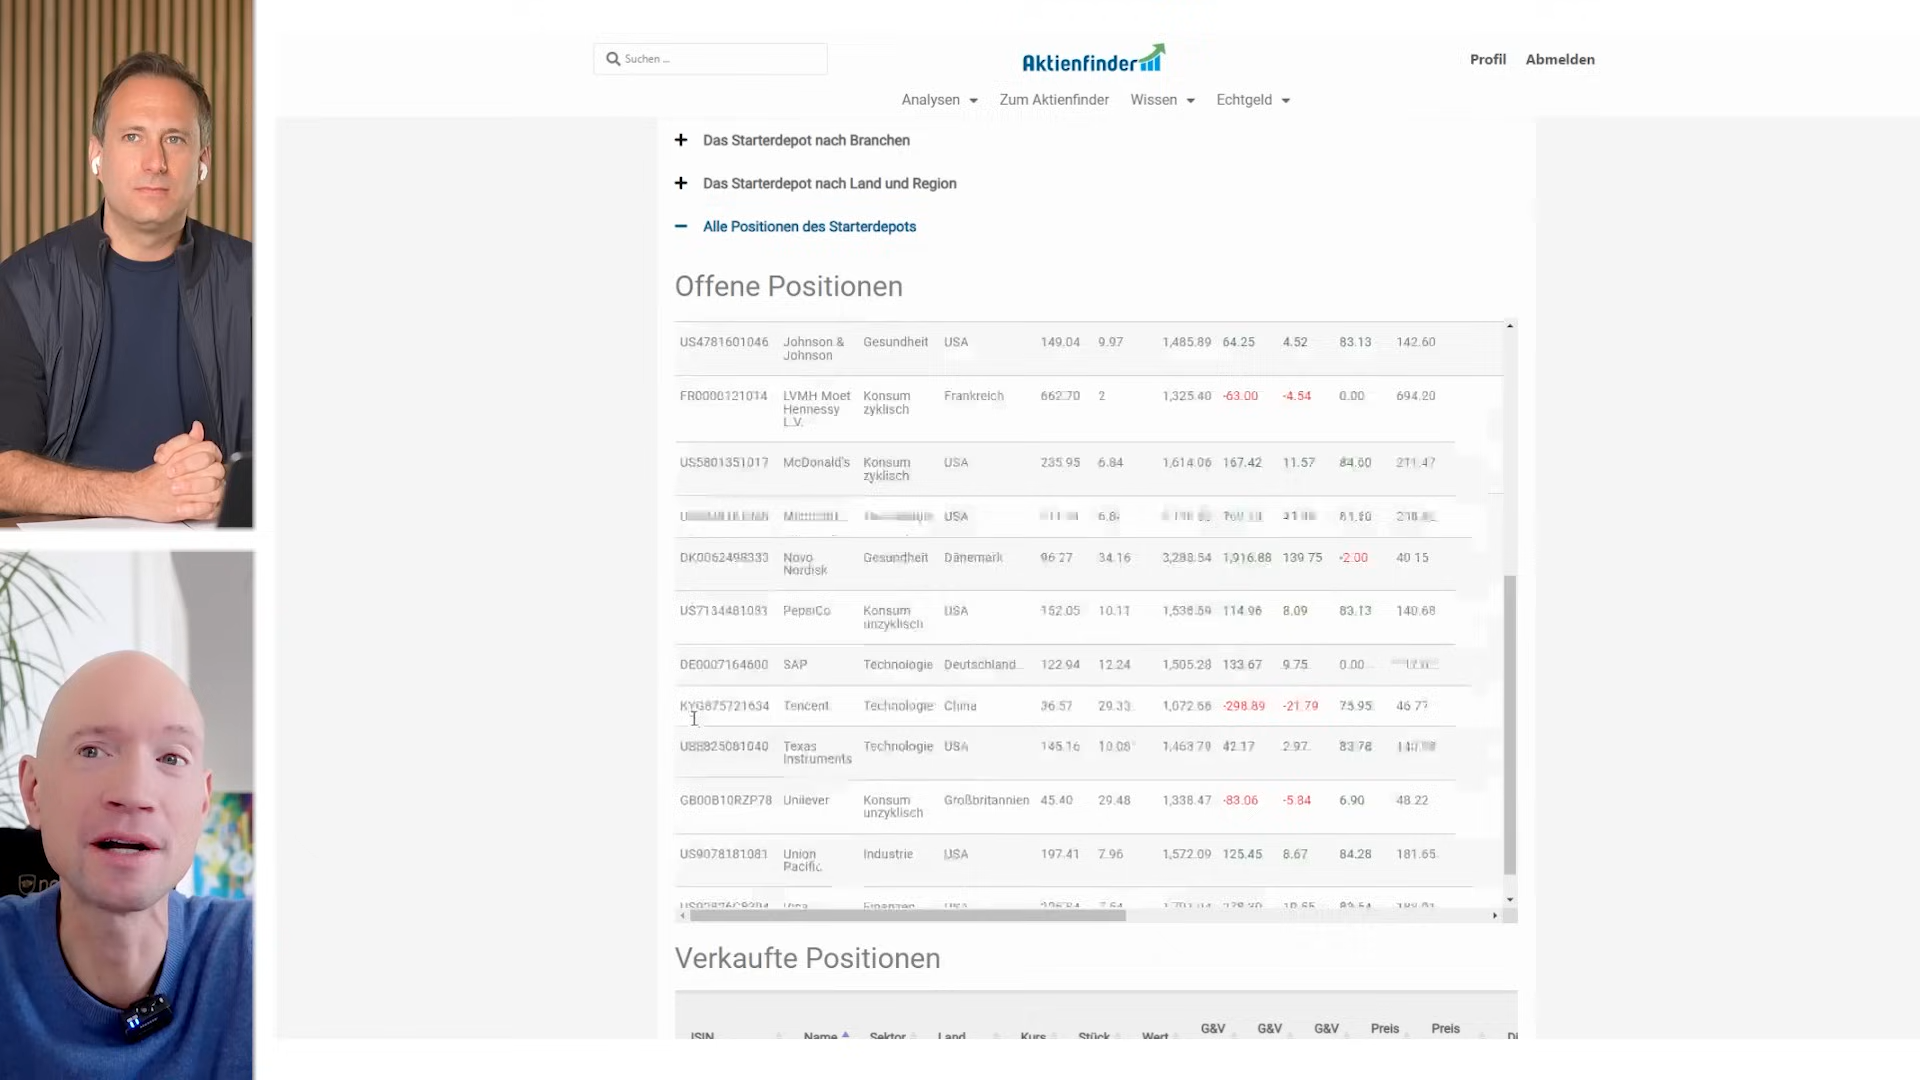 Suchen ...
Aktienfinder
Profil
Abmelden
Analysen
Zum Aktienfinder
Wissen
Echtgeld
Das Starterdepot nach Branchen
Das Starterdepot nach Land und Region
Alle Positionen des Starterdepots
Offene Positionen
US4781601046 Johnson & Johnson Gesundheit USA 149.04 9.97 1,485.89 64.25 4.52 83.13 142.60
FR0000121014 LVMH Moet Hennessy L.V. Konsum zyklisch Frankreich 662.70 2 1,325.40 -63.00 -4.54 0.00 694.20
US5801351017 McDonald's Konsum zyklisch USA 235.95 6.84 1,614.06 167.42 11.57 84.60 211.47
USA
DK0062498333 Novo Nordisk Gesundheit Dänemark 96.27 34.16 3,288.54 1,916.88 139.75 -2.00 40.15
US7134481081 PepsiCo Konsum unzyklisch USA 152.05 10.11 114.96 8.09 83.13 140.68
DE0007164600 SAP Technologie Deutschland 122.94 12.24 1,505.28 133.67 9.75 0.00
KYG875721634 Tencent Technologie China 36.57 29.33 1,072.66 -298.89 -21.79 75.95 46.77
US8825081040 Texas Instruments Technologie USA 145.16 10.08 42.17 2.97 83.78
GB00B10RZP78 Unilever Konsum unzyklisch Großbritannien 45.40 29.48 1,338.47 -83.06 -5.84 6.90 48.22
US9078181081 Union Pacific Industrie USA 197.41 7.96 1,572.09 125.45 8.67 84.28 181.65
Visa Finanzen USA
Verkaufte Positionen
ISIN Name Sektor Land Kurs Stück Wert G&V G&V G&V Preis Preis